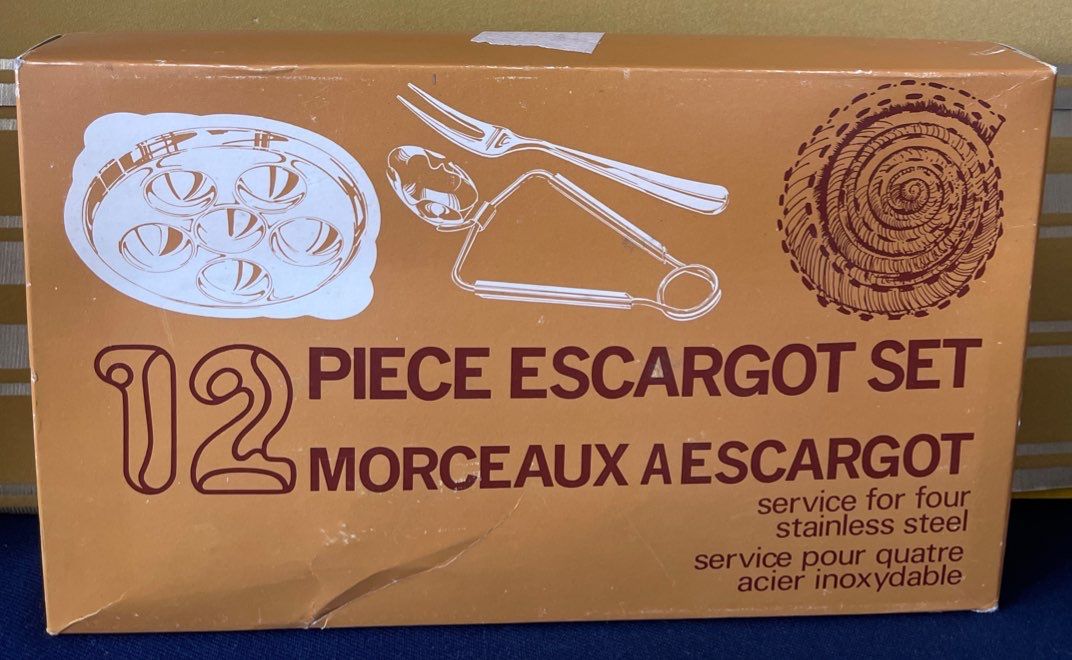 12 PIECE ESCARGOT SET
MORCEAUX A ESCARGOT
service for four
stainless steel
service pour quatre
acier inoxydable